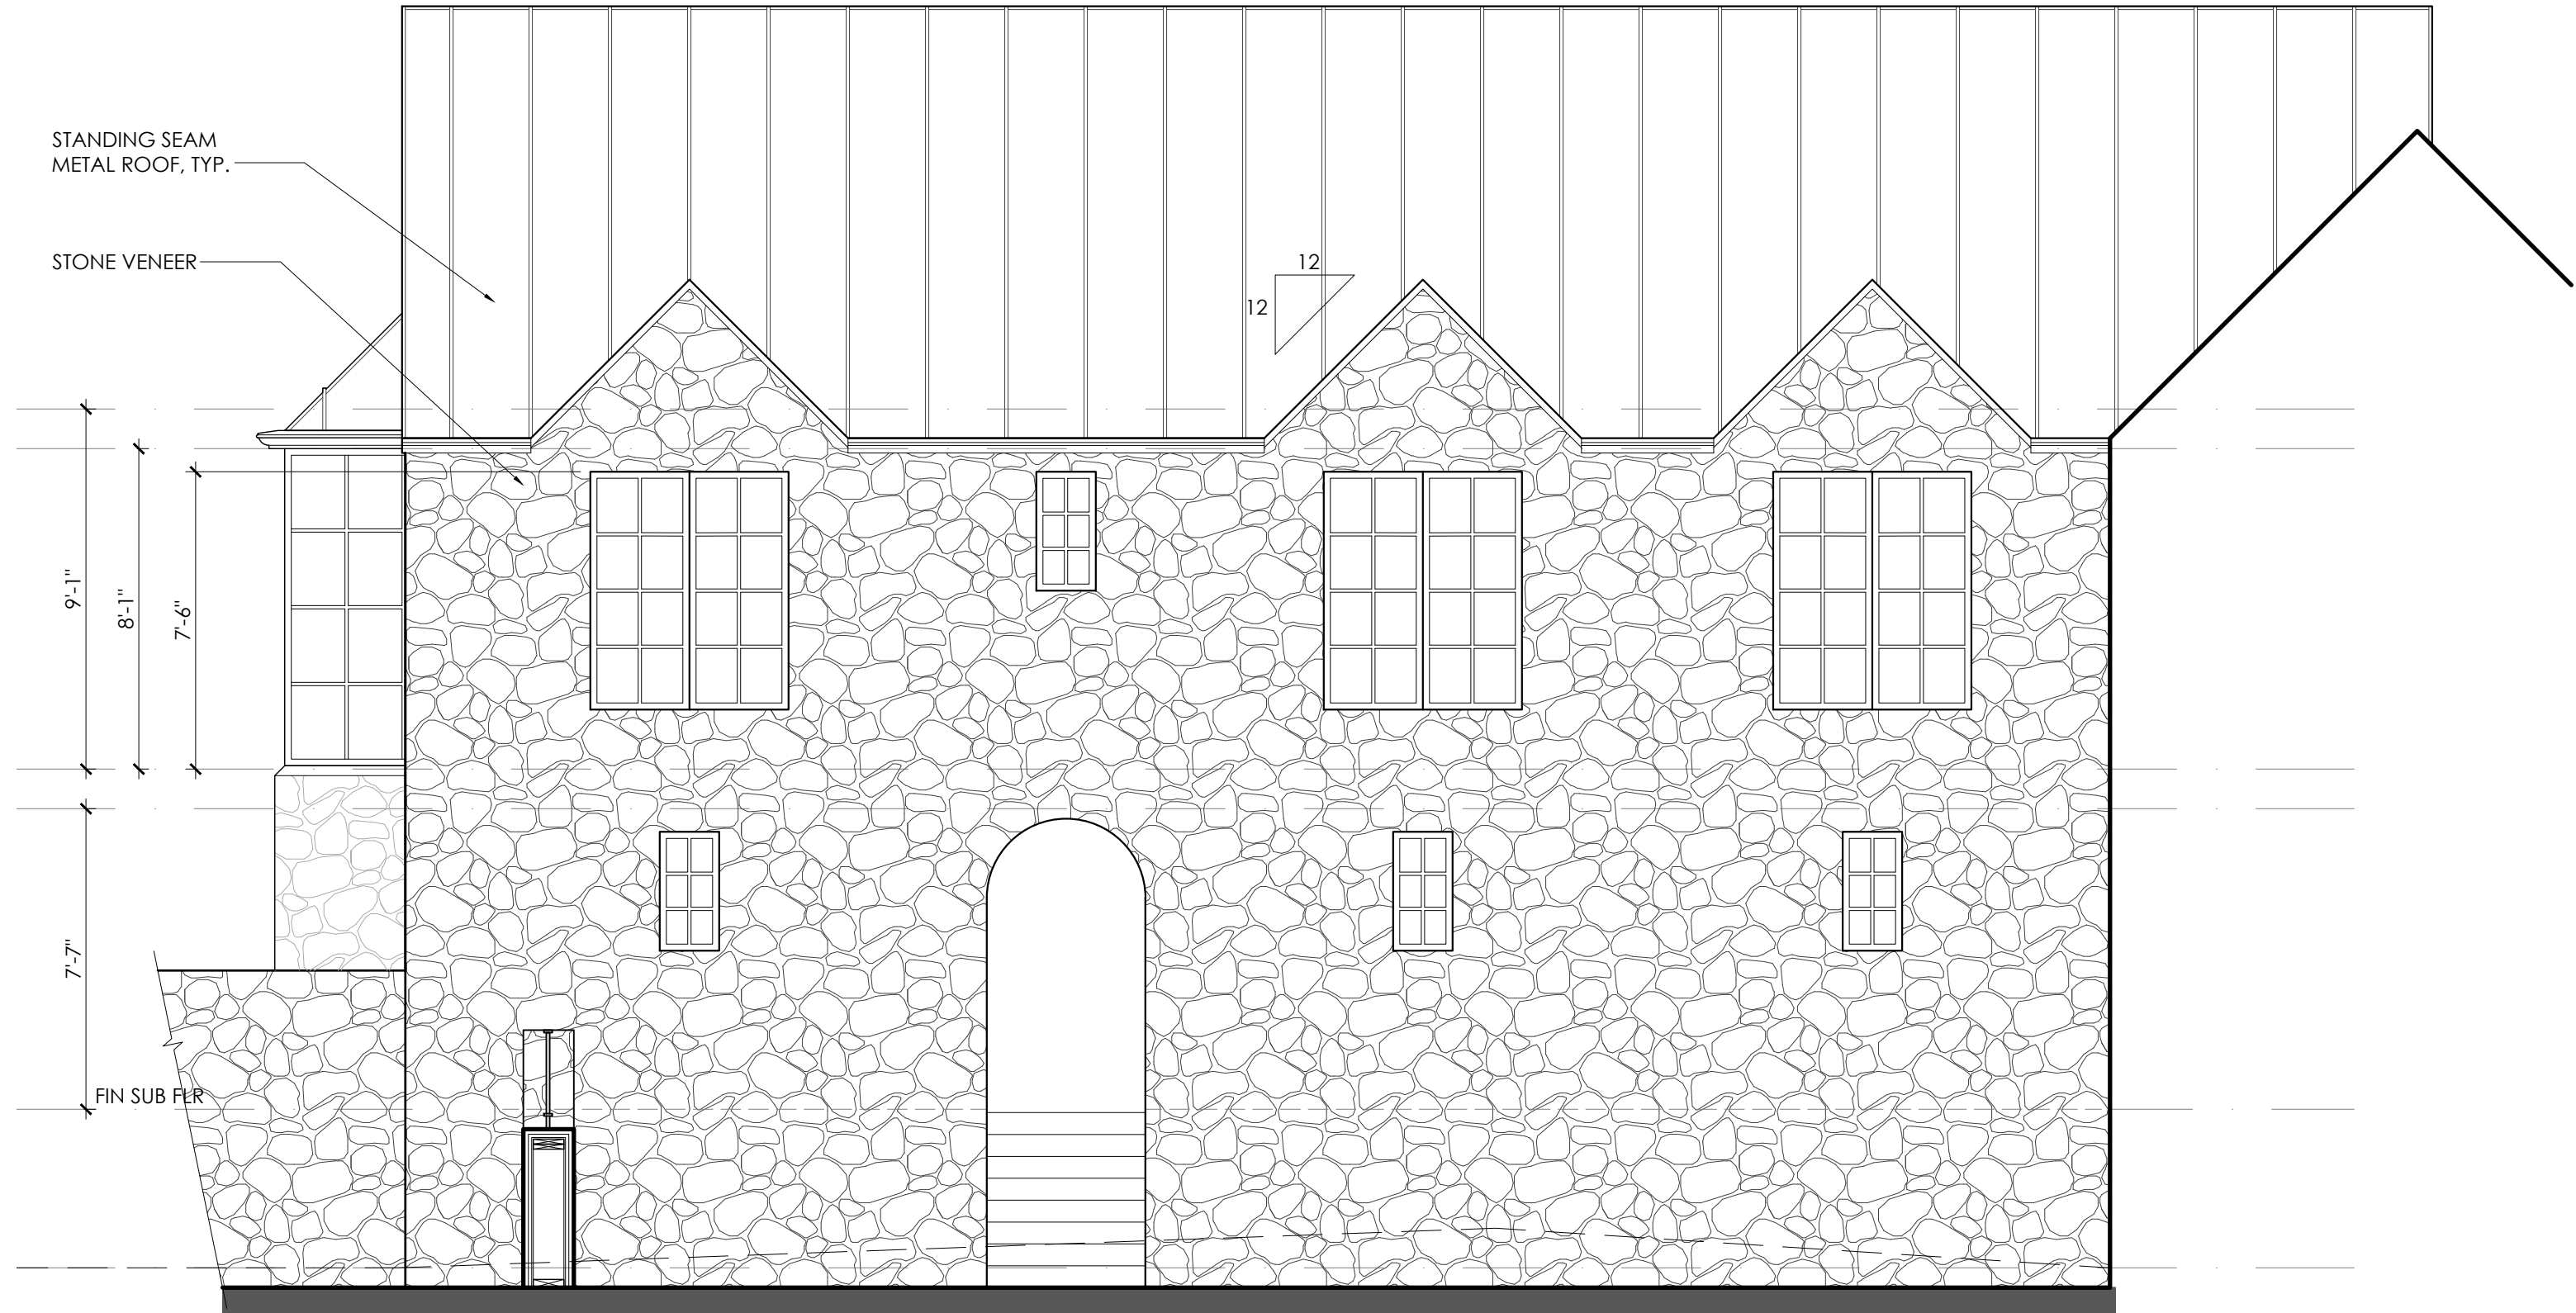 STANDING SEAM
METAL ROOF, TYP.
STONE VENEER
12
12
9'-1"
8'-1"
7'-6"
7'-7"
FIN SUB FLR